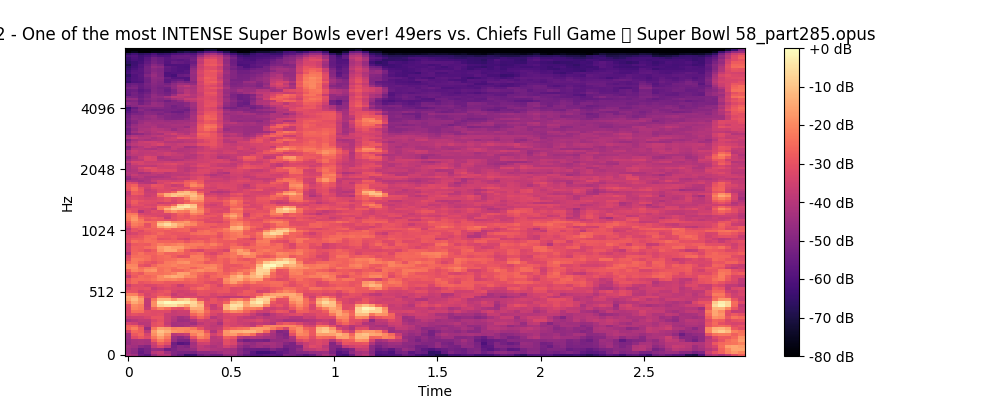 2 - One of the most INTENSE Super Bowls ever! 49ers vs. Chiefs Full Game Super Bowl 58_part285.opus
+0 dB
-10 dB
-20 dB
-30 dB
-40 dB
-50 dB
-60 dB
-70 dB
-80 dB
4096
2048
1024
512
0
Hz
0
0.5
1
1.5
2
2.5
Time